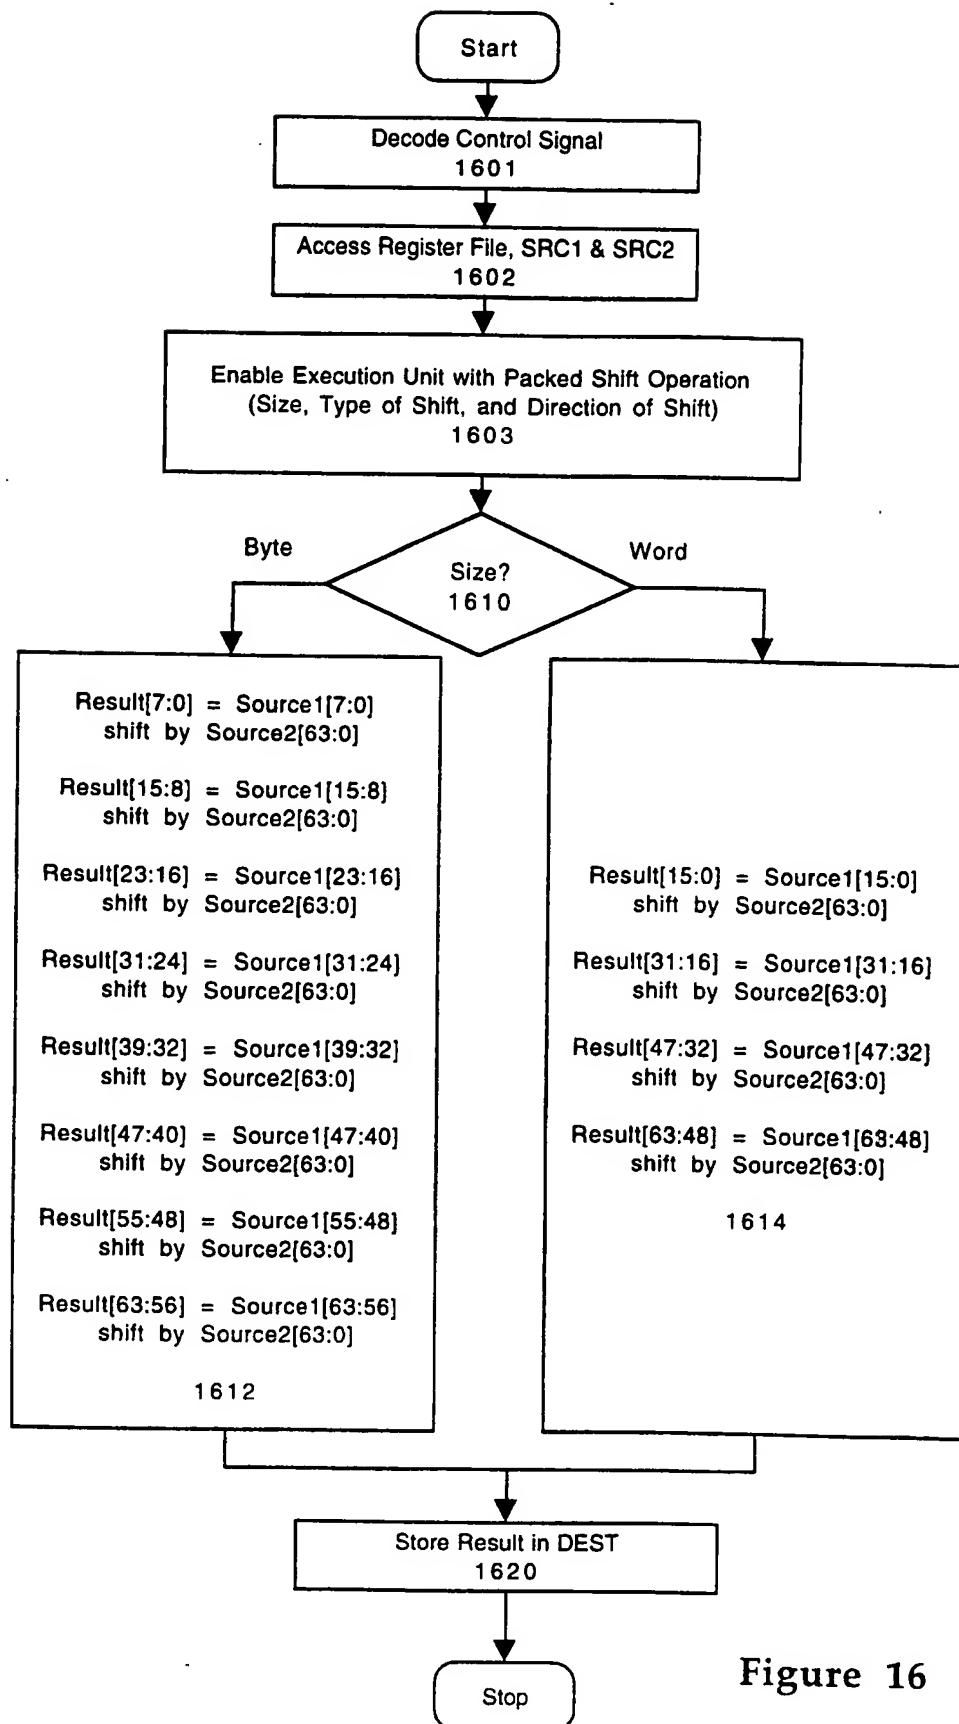 Start
Decode Control Signal
1601
Access Register File, SRC1 & SRC2
1602
Enable Execution Unit with Packed Shift Operation
(Size, Type of Shift, and Direction of Shift)
1603
Byte
Size?
1610
Word
Result[7:0] = Source1[7:0]
shift by Source2[63:0]
Result[15:8] = Source1[15:8]
shift by Source2[63:0]
Result[23:16] = Source1[23:16]
shift by Source2[63:0]
Result[31:24] = Source1[31:24]
shift by Source2[63:0]
Result[39:32] = Source1[39:32]
shift by Source2[63:0]
Result[47:40] = Source1[47:40]
shift by Source2[63:0]
Result[55:48] = Source1[55:48]
shift by Source2[63:0]
Result[63:56] = Source1[63:56]
shift by Source2[63:0]
1612
Result[15:0] = Source1[15:0]
shift by Source2[63:0]
Result[31:16] = Source1[31:16]
shift by Source2[63:0]
Result[47:32] = Source1[47:32]
shift by Source2[63:0]
Result[63:48] = Source1[63:48]
shift by Source2[63:0]
1614
Store Result in DEST
1620
Stop
Figure 16